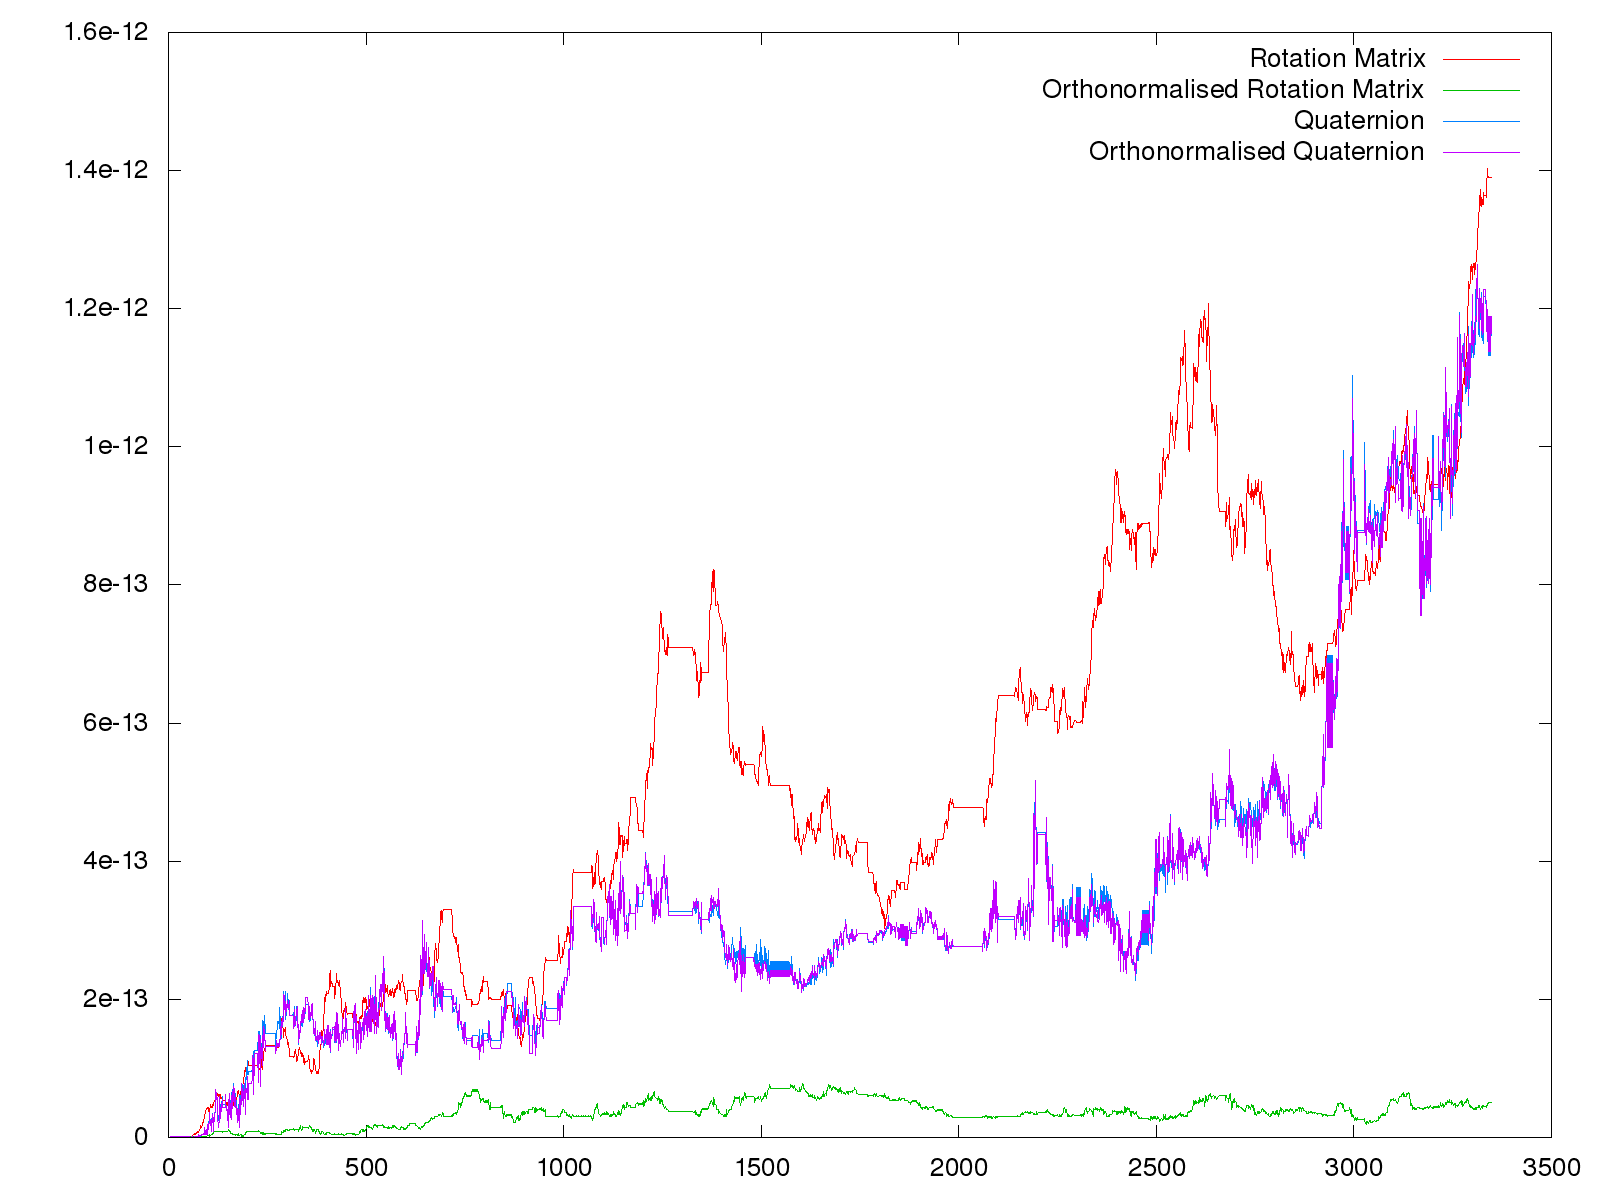 1.6e-12
1.4e-12
1.2e-12
1e-12
8e-13
6e-13
4e-13
2e-13
0
0 500 1000 1500 2000 2500 3000 3500
Rotation Matrix
Orthonormalised Rotation Matrix
Quaternion
Orthonormalised Quaternion